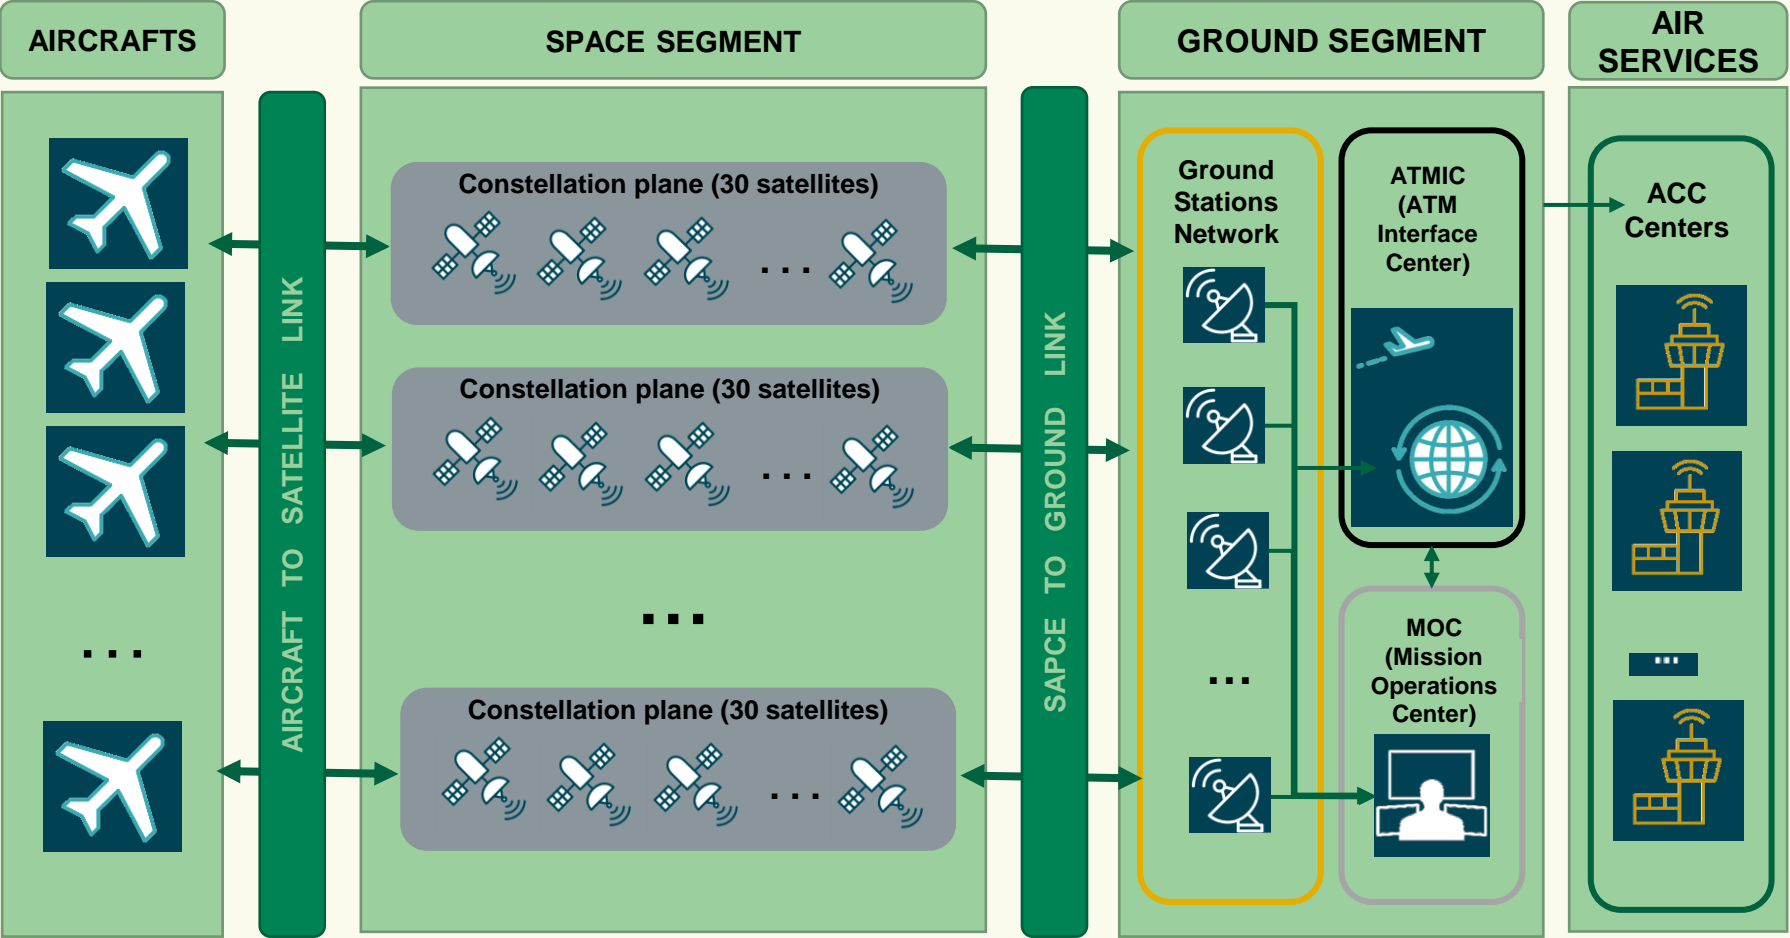 AIRCRAFTS
SPACE SEGMENT
GROUND SEGMENT
AIR
SERVICES
AIRCRAFT TO SATELLITE LINK
Constellation plane (30 satellites)
...
Constellation plane (30 satellites)
...
...
Constellation plane (30 satellites)
...
...
SAPCE TO GROUND LINK
Ground
Stations
Network
...
ATMIC
(ATM
Interface
Center)
MOC
(Mission
Operations
Center)
ACC
Centers
...